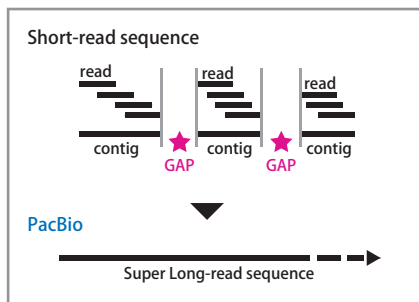 Short-read sequence
read read read
contig contig contig
GAP GAP
PacBio
Super Long-read sequence